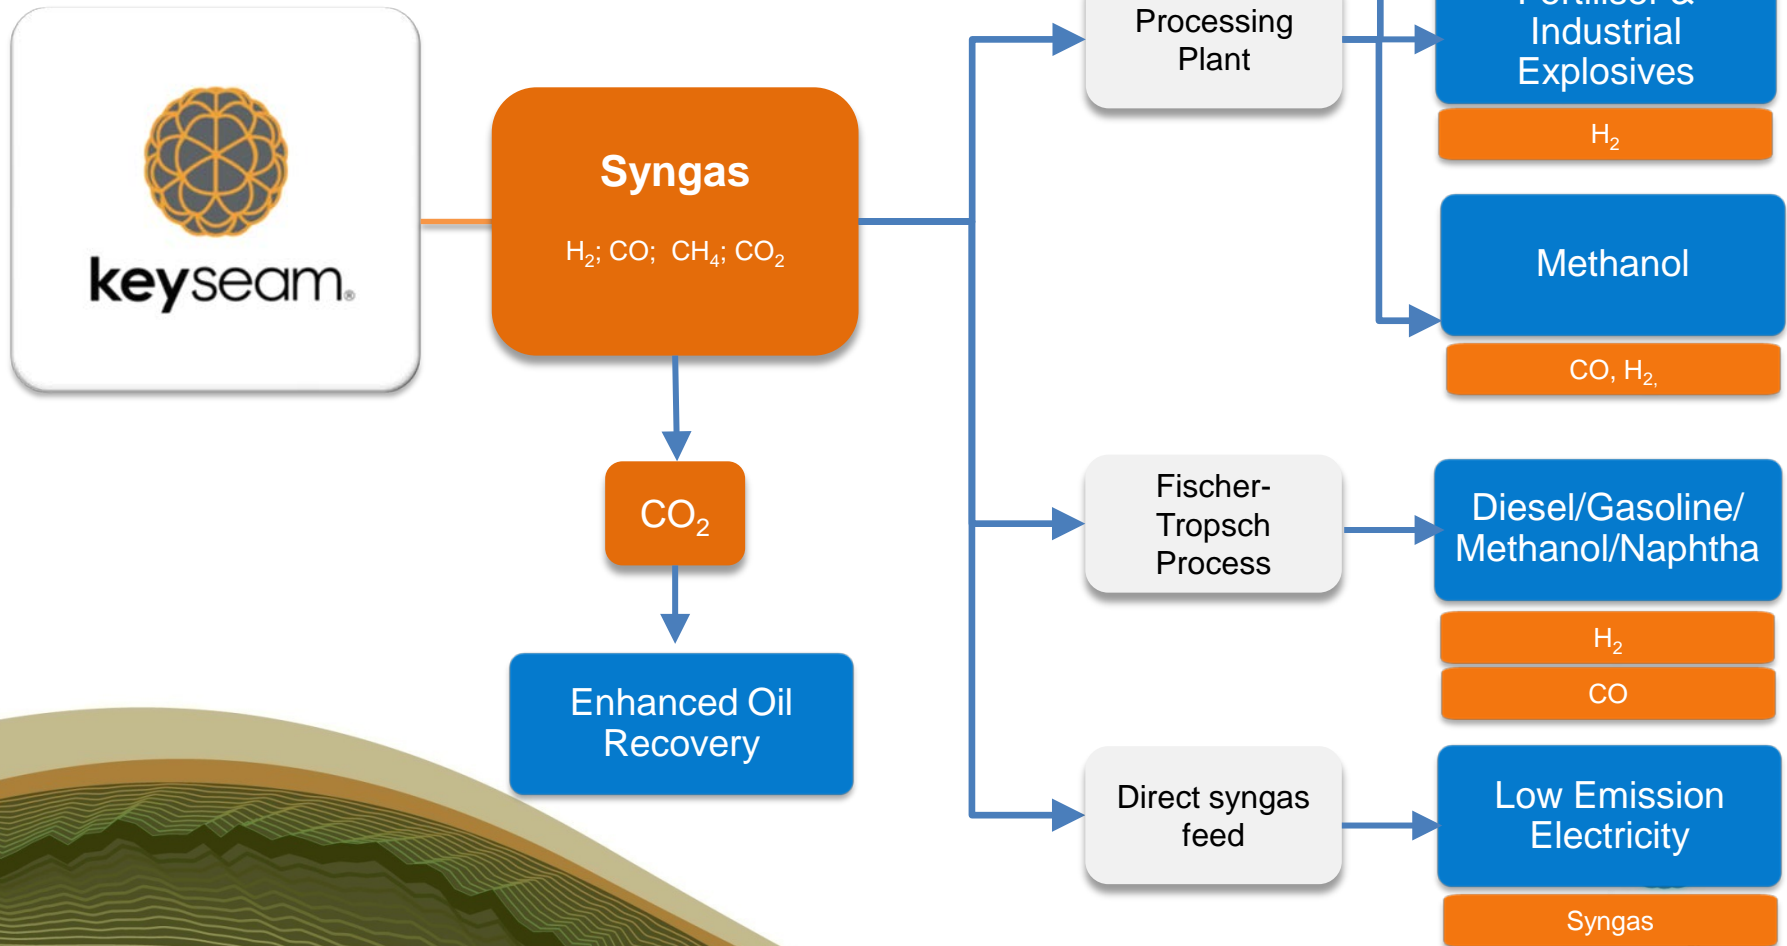 keyseam®
Syngas
H₂; CO; CH₄; CO₂
CO₂
Enhanced Oil
Recovery
Processing
Plant
Fertiliser &
Industrial
Explosives
H₂
Methanol
CO, H₂,
Fischer-
Tropsch
Process
Diesel/Gasoline/
Methanol/Naphtha
H₂
CO
Direct syngas
feed
Low Emission
Electricity
Syngas